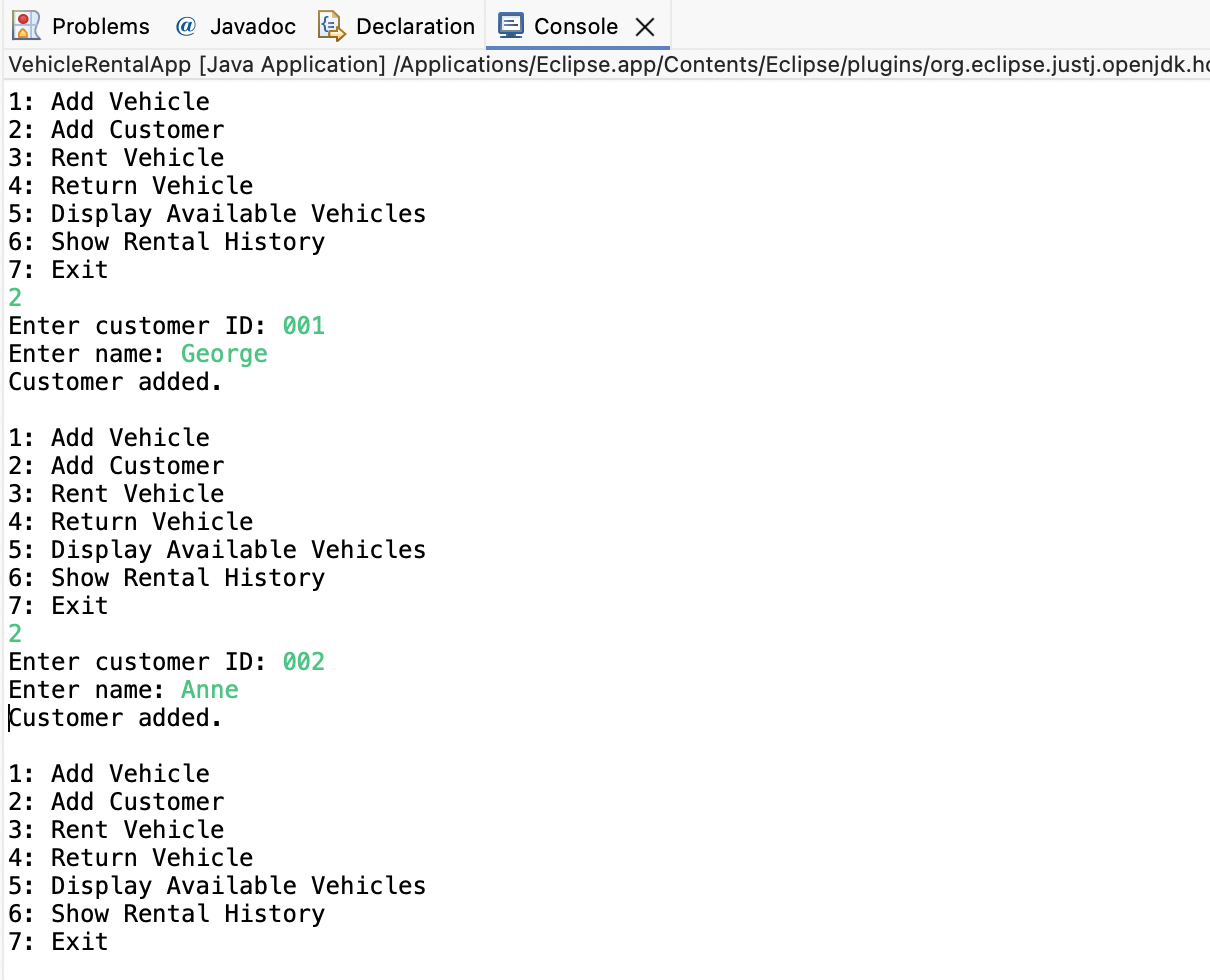 Problems @ Javadoc Declaration Console
VehicleRentalApp [Java Application] /Applications/Eclipse.app/Contents/Eclipse/plugins/org.eclipse.justj.openjdk.ho
1: Add Vehicle
2: Add Customer
3: Rent Vehicle
4: Return Vehicle
5: Display Available Vehicles
6: Show Rental History
7: Exit
2
Enter customer ID: 001
Enter name: George
Customer added.
1: Add Vehicle
2: Add Customer
3: Rent Vehicle
4: Return Vehicle
5: Display Available Vehicles
6: Show Rental History
7: Exit
2
Enter customer ID: 002
Enter name: Anne
Customer added.
1: Add Vehicle
2: Add Customer
3: Rent Vehicle
4: Return Vehicle
5: Display Available Vehicles
6: Show Rental History
7: Exit